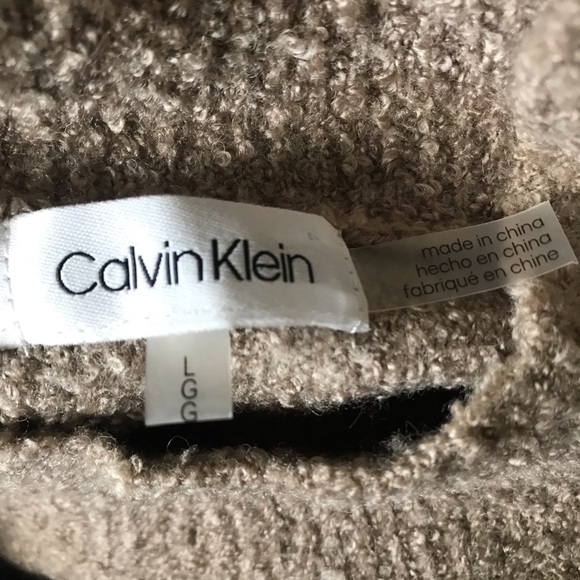 Calvin Klein
made in china
hecho en china
fabriqué en chine
L
G
G